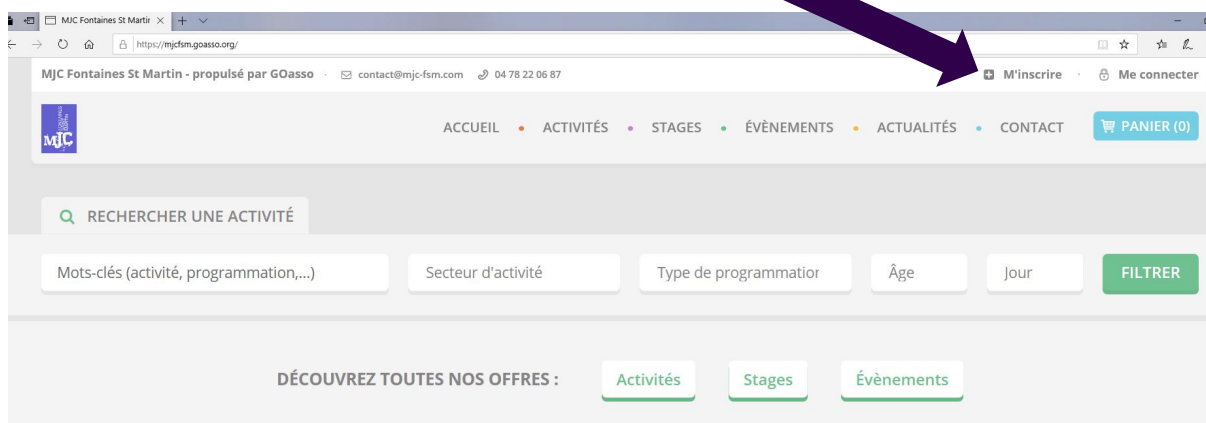 MJC Fontaines St Martin
https://mjcfsm.goasso.org/
MJC Fontaines St Martin - propulsé par GOasso · contact@mjc-fsm.com 04 78 22 06 87 M'inscrire · Me connecter
MJC ACCUEIL • ACTIVITÉS • STAGES • ÉVÈNEMENTS • ACTUALITÉS • CONTACT PANIER (0)
RECHERCHER UNE ACTIVITÉ
Mots-clés (activité, programmation,...) Secteur d'activité Type de programmation Âge Jour FILTRER
DÉCOUVREZ TOUTES NOS OFFRES : Activités Stages Évènements